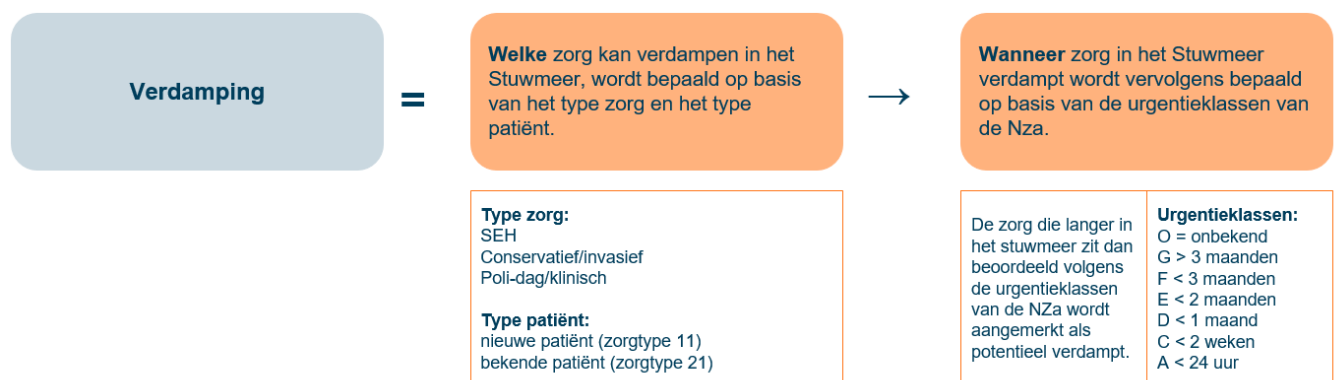 Verdamping
=
Welke zorg kan verdampen in het
Stuwmeer, wordt bepaald op basis
van het type zorg en het type
patiënt.
→
Wanneer zorg in het Stuwmeer
verdampt wordt vervolgens bepaald
op basis van de urgentieklassen van
de Nza.
Type zorg:
SEH
Conservatief/invasief
Poli-dag/klinisch
Type patiënt:
nieuwe patiënt (zorgtype 11)
bekende patiënt (zorgtype 21)
De zorg die langer in
het stuwmeer zit dan
beoordeeld volgens
de urgentieklassen
van de NZa wordt
aangemerkt als
potentieel verdampt.
Urgentieklassen:
O = onbekend
G > 3 maanden
F < 3 maanden
E < 2 maanden
D < 1 maand
C < 2 weken
A < 24 uur